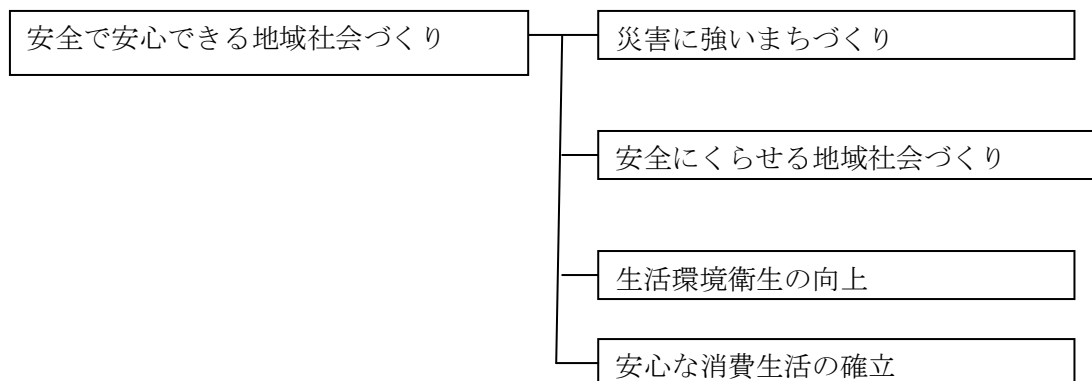 安全で安心できる地域社会づくり
災害に強いまちづくり
安全にくらせる地域社会づくり
生活環境衛生の向上
安心な消費生活の確立